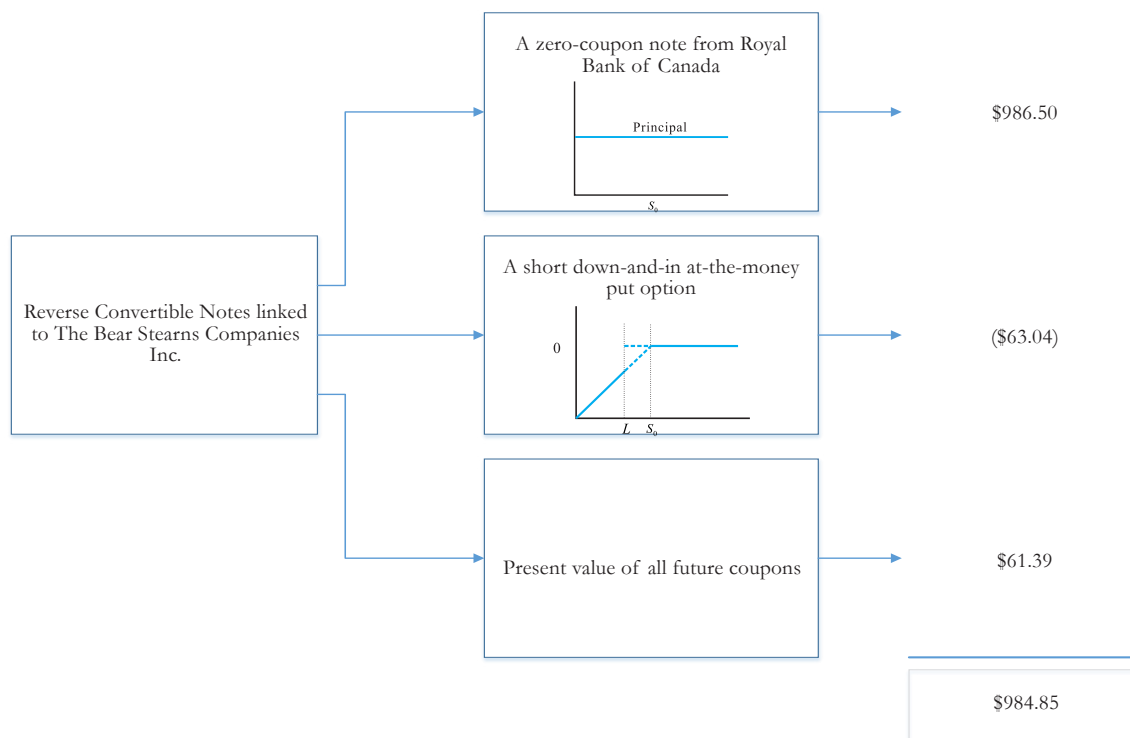 A zero-coupon note from Royal
Bank of Canada
Principal
S₀
$986.50
Reverse Convertible Notes linked
to The Bear Stearns Companies
Inc.
A short down-and-in at-the-money
put option
0
L S₀
($63.04)
Present value of all future coupons
$61.39
$984.85